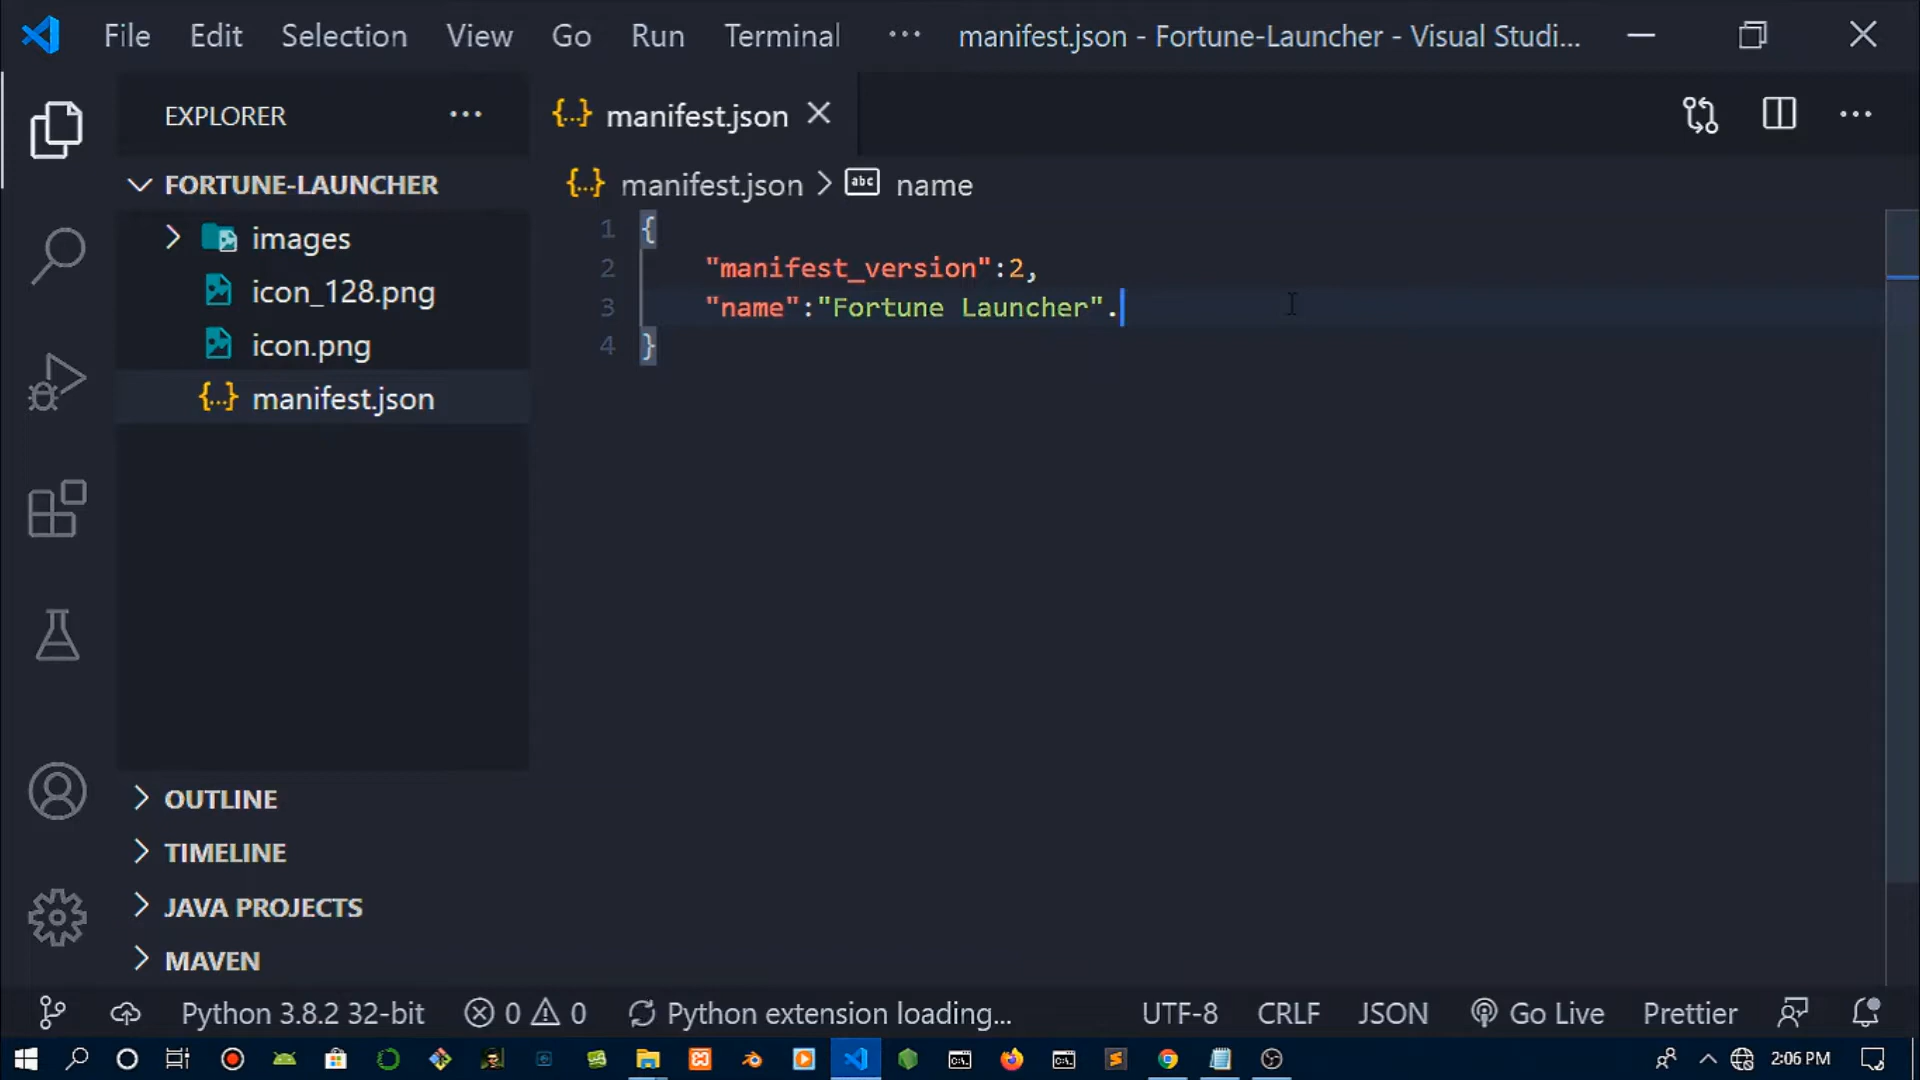 File Edit Selection View Go Run Terminal ··· manifest.json - Fortune-Launcher - Visual Studi...
EXPLORER ···
{..} manifest.json
···
FORTUNE-LAUNCHER
{..} manifest.json > abc name
images
icon_128.png
icon.png
{..} manifest.json
1 {
2 "manifest_version":2,
3 "name":"Fortune Launcher".
4 }
OUTLINE
TIMELINE
JAVA PROJECTS
MAVEN
Python 3.8.2 32-bit 0 0 Python extension loading... UTF-8 CRLF JSON Go Live Prettier
2:06 PM